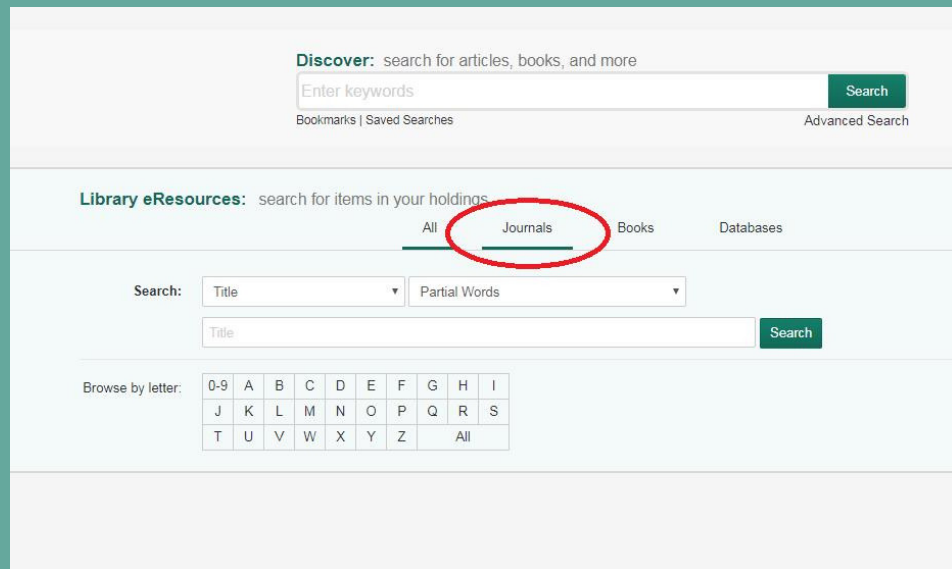 Discover: search for articles, books, and more
Enter keywords Search
Bookmarks | Saved Searches Advanced Search
Library eResources: search for items in your holdings
All Journals Books Databases
Search: Title Partial Words
Title Search
Browse by letter: 0-9 A B C D E F G H I
J K L M N O P Q R S
T U V W X Y Z All